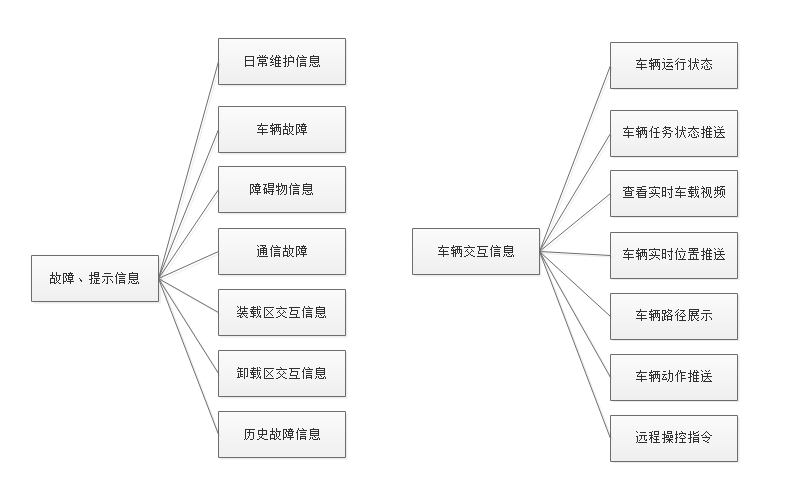 故障、提示信息
日常维护信息
车辆故障
障碍物信息
通信故障
装载区交互信息
卸载区交互信息
历史故障信息
车辆交互信息
车辆运行状态
车辆任务状态推送
查看实时车载视频
车辆实时位置推送
车辆路径展示
车辆动作推送
远程操控指令